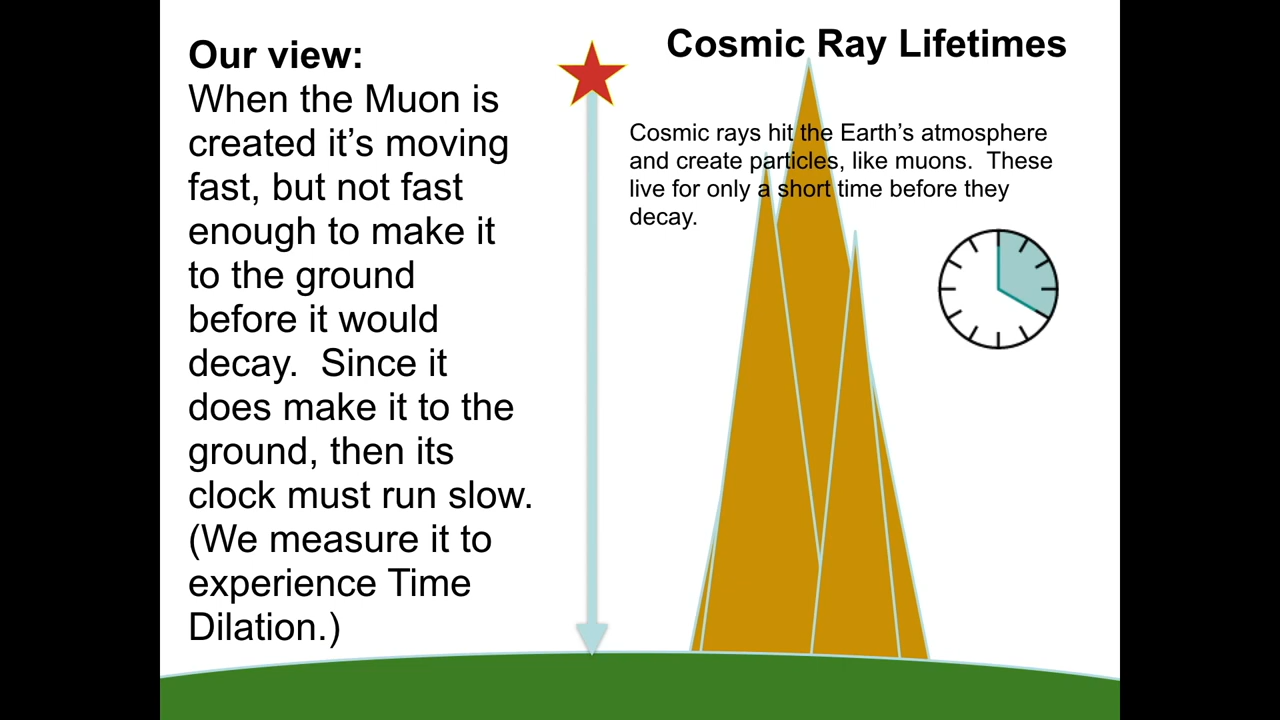 Our view:
When the Muon is
created it’s moving
fast, but not fast
enough to make it
to the ground
before it would
decay.  Since it
does make it to the
ground, then its
clock must run slow.
(We measure it to
experience Time
Dilation.)
Cosmic Ray Lifetimes
Cosmic rays hit the Earth’s atmosphere
and create particles, like muons.  These
live for only a short time before they
decay.